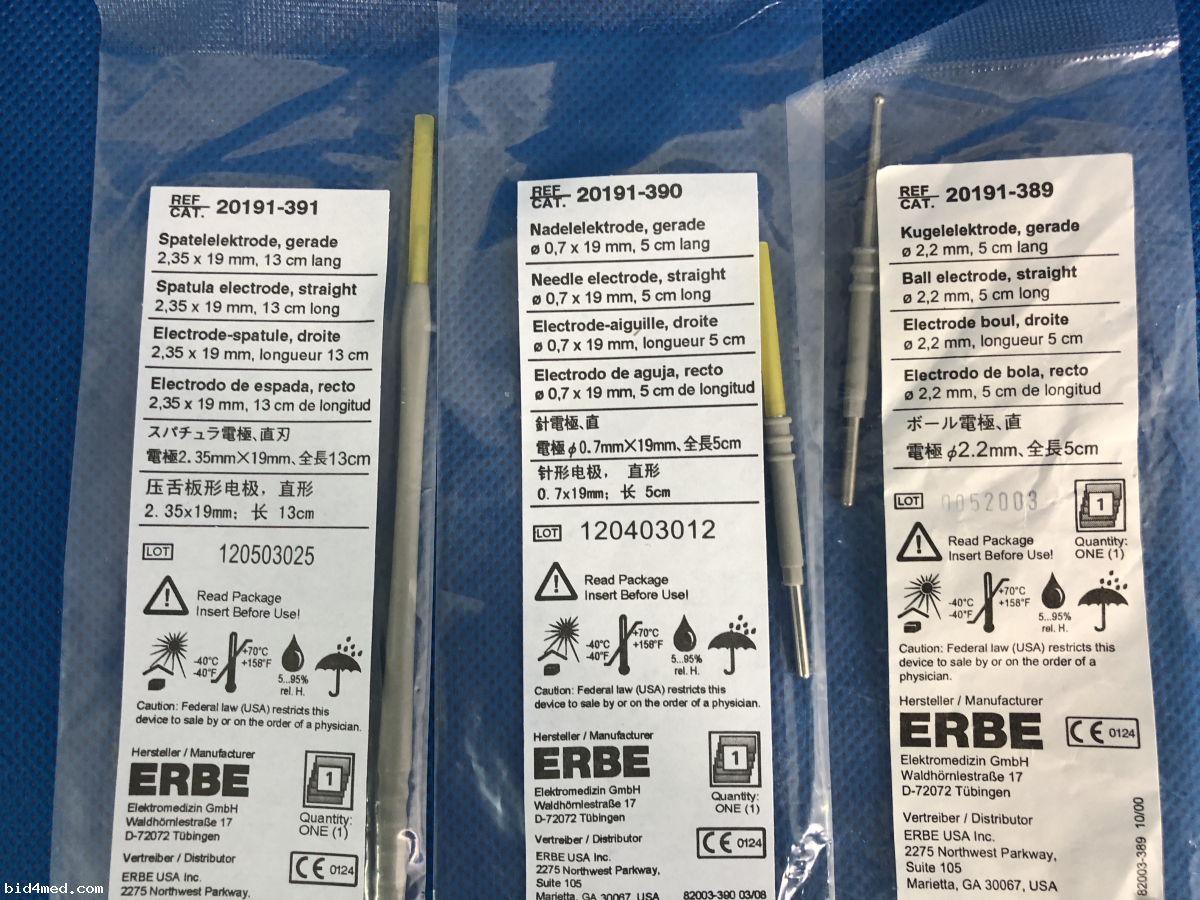 REF
CAT. 20191-391
Spatelelektrode, gerade
2,35 x 19 mm, 13 cm lang
Spatula electrode, straight
2,35 x 19 mm, 13 cm long
Electrode-spatule, droite
2,35 x 19 mm, longueur 13 cm
Electrodo de espada, recto
2,35 x 19 mm, 13 cm de longitud
スパチュラ電極、直刃
電極2.35mm×19mm、全長13cm
压舌板形电极， 直形
2.35x19mm; 长 13cm
LOT 120503025
Read Package
Insert Before Use!
-40°C
-40°F
+70°C
+158°F
5...95%
rel. H.
Caution: Federal law (USA) restricts this
device to sale by or on the order of a physician.
Hersteller / Manufacturer
ERBE
Elektromedizin GmbH
Waldhörnlestraße 17
D-72072 Tübingen
1
Quantity:
ONE (1)
Vertreiber / Distributor
ERBE USA Inc.
2275 Northwest Parkway,
CE 0124
REF
CAT. 20191-390
Nadelelektrode, gerade
ø 0,7 x 19 mm, 5 cm lang
Needle electrode, straight
ø 0,7 x 19 mm, 5 cm long
Electrode-aiguille, droite
ø 0,7 x 19 mm, longueur 5 cm
Electrodo de aguja, recto
ø 0,7 x 19 mm, 5 cm de longitud
針電極、直
電極φ0.7mm×19mm、全長5cm
针形电极， 直形
0.7x19mm; 长 5cm
LOT 120403012
Read Package
Insert Before Use!
-40°C
-40°F
+70°C
+158°F
5...95%
rel. H.
Caution: Federal law (USA) restricts this
device to sale by or on the order of a physician.
Hersteller / Manufacturer
ERBE
Elektromedizin GmbH
Waldhörnlestraße 17
D-72072 Tübingen
1
Quantity:
ONE (1)
Vertreiber / Distributor
ERBE USA Inc.
2275 Northwest Parkway,
Suite 105
Marietta, GA 30067, USA
CE 0124
82003-390 03/08
REF
CAT. 20191-389
Kugelelektrode, gerade
ø 2,2 mm, 5 cm lang
Ball electrode, straight
ø 2,2 mm, 5 cm long
Electrode boul, droite
ø 2,2 mm, longueur 5 cm
Electrodo de bola, recto
ø 2,2 mm, 5 cm de longitud
ボール電極、直
電極φ2.2mm、全長5cm
LOT 0052003
1
Quantity:
ONE (1)
Read Package
Insert Before Use!
-40°C
-40°F
+70°C
+158°F
5...95%
rel. H.
Caution: Federal law (USA) restricts this
device to sale by or on the order of a
physician.
Hersteller / Manufacturer
ERBE
CE 0124
Elektromedizin GmbH
Waldhörnlestraße 17
D-72072 Tübingen
Vertreiber / Distributor
ERBE USA Inc.
2275 Northwest Parkway,
Suite 105
Marietta, GA 30067, USA
82003-389 10/00
bid4med.com